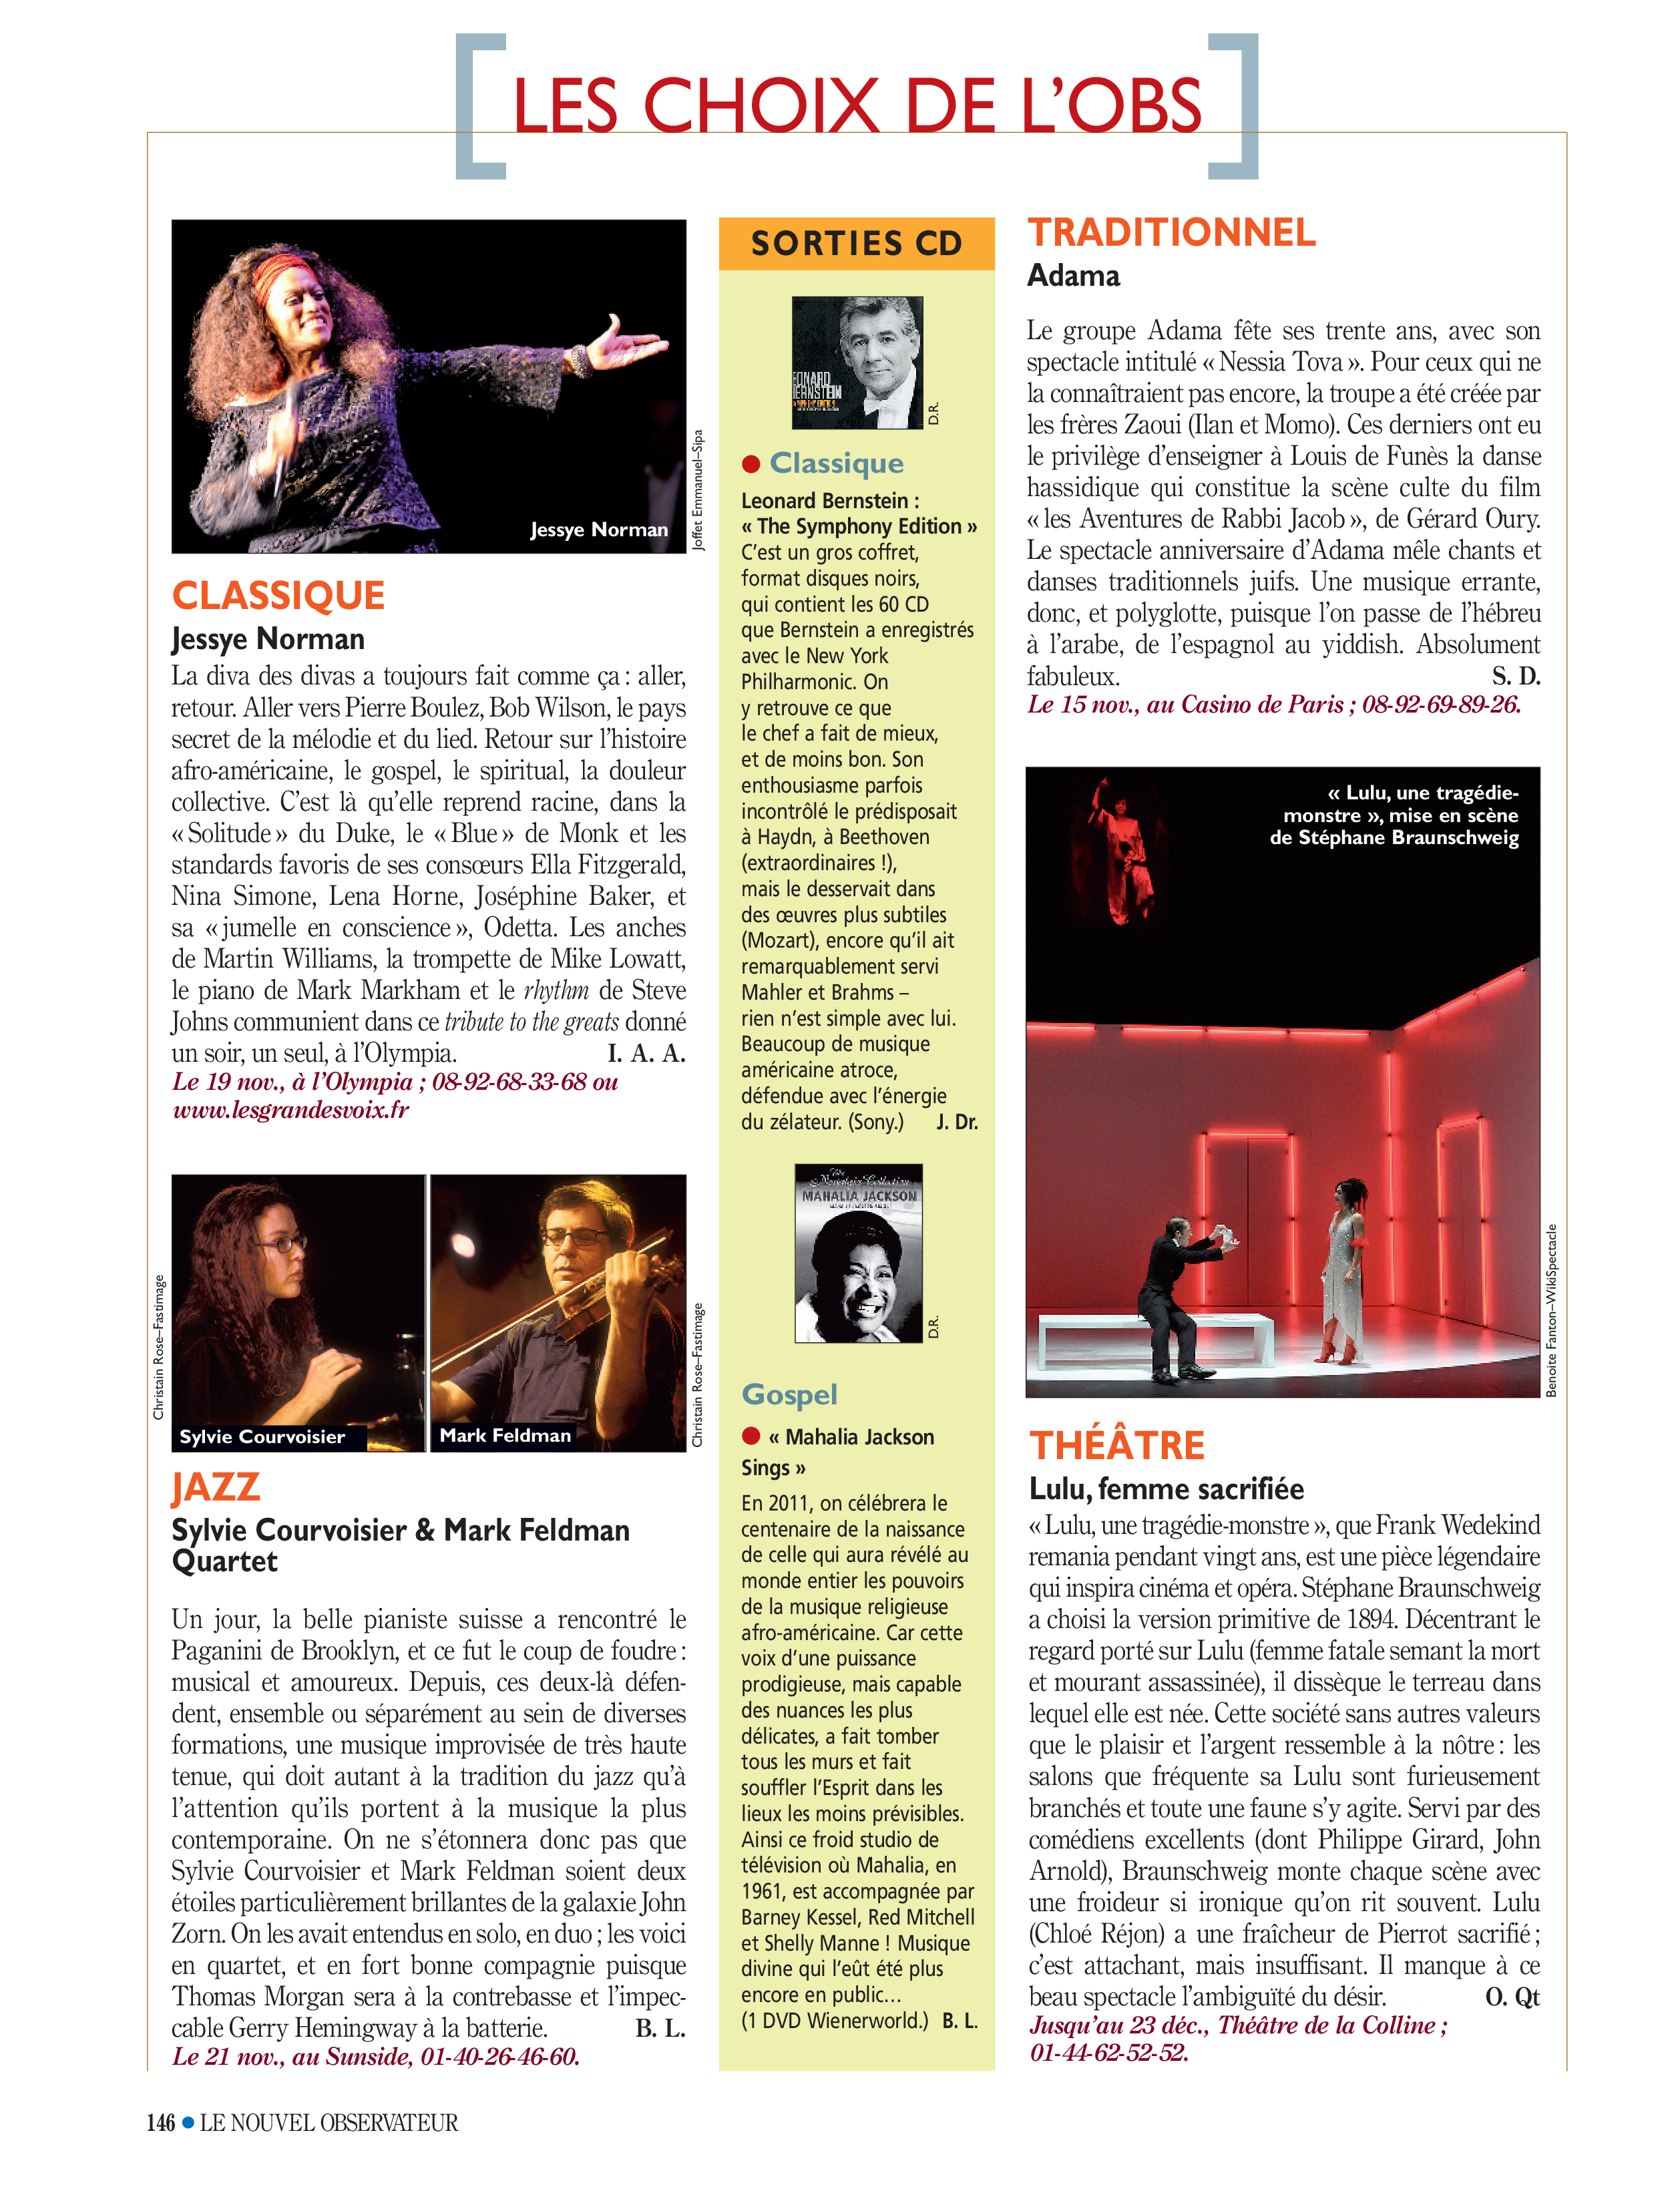 LES CHOIX DE L’OBS
Jessye Norman
Joffet Emmanuel–Sipa
CLASSIQUE
Jessye Norman
La diva des divas a toujours fait comme ça : aller,
retour. Aller vers Pierre Boulez, Bob Wilson, le pays
secret de la mélodie et du lied. Retour sur l’histoire
afro-américaine, le gospel, le spiritual, la douleur
collective. C’est là qu’elle reprend racine, dans la
« Solitude » du Duke, le « Blue » de Monk et les
standards favoris de ses consœurs Ella Fitzgerald,
Nina Simone, Lena Horne, Joséphine Baker, et
sa « jumelle en conscience », Odetta. Les anches
de Martin Williams, la trompette de Mike Lowatt,
le piano de Mark Markham et le rhythm de Steve
Johns communient dans ce tribute to the greats donné
un soir, un seul, à l’Olympia. I. A. A.
Le 19 nov., à l’Olympia ; 08-92-68-33-68 ou
www.lesgrandesvoix.fr
Christain Rose–Fastimage
Sylvie Courvoisier
Mark Feldman
Christain Rose–Fastimage
JAZZ
Sylvie Courvoisier & Mark Feldman
Quartet
Un jour, la belle pianiste suisse a rencontré le
Paganini de Brooklyn, et ce fut le coup de foudre :
musical et amoureux. Depuis, ces deux-là défen-
dent, ensemble ou séparément au sein de diverses
formations, une musique improvisée de très haute
tenue, qui doit autant à la tradition du jazz qu’à
l’attention qu’ils portent à la musique la plus
contemporaine. On ne s’étonnera donc pas que
Sylvie Courvoisier et Mark Feldman soient deux
étoiles particulièrement brillantes de la galaxie John
Zorn. On les avait entendus en solo, en duo ; les voici
en quartet, et en fort bonne compagnie puisque
Thomas Morgan sera à la contrebasse et l’impec-
cable Gerry Hemingway à la batterie. B. L.
Le 21 nov., au Sunside, 01-40-26-46-60.
SORTIES CD
D.R.
Classique
Leonard Bernstein :
« The Symphony Edition »
C’est un gros coffret,
format disques noirs,
qui contient les 60 CD
que Bernstein a enregistrés
avec le New York
Philharmonic. On
y retrouve ce que
le chef a fait de mieux,
et de moins bon. Son
enthousiasme parfois
incontrôlé le prédisposait
à Haydn, à Beethoven
(extraordinaires !),
mais le desservait dans
des œuvres plus subtiles
(Mozart), encore qu’il ait
remarquablement servi
Mahler et Brahms –
rien n’est simple avec lui.
Beaucoup de musique
américaine atroce,
défendue avec l’énergie
du zélateur. (Sony.) J. Dr.
The
Nostalgia Collection
MAHALIA JACKSON
D.R.
Gospel
« Mahalia Jackson
Sings »
En 2011, on célébrera le
centenaire de la naissance
de celle qui aura révélé au
monde entier les pouvoirs
de la musique religieuse
afro-américaine. Car cette
voix d’une puissance
prodigieuse, mais capable
des nuances les plus
délicates, a fait tomber
tous les murs et fait
souffler l’Esprit dans les
lieux les moins prévisibles.
Ainsi ce froid studio de
télévision où Mahalia, en
1961, est accompagnée par
Barney Kessel, Red Mitchell
et Shelly Manne ! Musique
divine qui l’eût été plus
encore en public…
(1 DVD Wienerworld.) B. L.
TRADITIONNEL
Adama
Le groupe Adama fête ses trente ans, avec son
spectacle intitulé « Nessia Tova ». Pour ceux qui ne
la connaîtraient pas encore, la troupe a été créée par
les frères Zaoui (Ilan et Momo). Ces derniers ont eu
le privilège d’enseigner à Louis de Funès la danse
hassidique qui constitue la scène culte du film
« les Aventures de Rabbi Jacob », de Gérard Oury.
Le spectacle anniversaire d’Adama mêle chants et
danses traditionnels juifs. Une musique errante,
donc, et polyglotte, puisque l’on passe de l’hébreu
à l’arabe, de l’espagnol au yiddish. Absolument
fabuleux. S. D.
Le 15 nov., au Casino de Paris ; 08-92-69-89-26.
« Lulu, une tragédie-
monstre », mise en scène
de Stéphane Braunschweig
Benoite Fanton–WikiSpectacle
THÉÂTRE
Lulu, femme sacrifiée
« Lulu, une tragédie-monstre », que Frank Wedekind
remania pendant vingt ans, est une pièce légendaire
qui inspira cinéma et opéra. Stéphane Braunschweig
a choisi la version primitive de 1894. Décentrant le
regard porté sur Lulu (femme fatale semant la mort
et mourant assassinée), il dissèque le terreau dans
lequel elle est née. Cette société sans autres valeurs
que le plaisir et l’argent ressemble à la nôtre : les
salons que fréquente sa Lulu sont furieusement
branchés et toute une faune s’y agite. Servi par des
comédiens excellents (dont Philippe Girard, John
Arnold), Braunschweig monte chaque scène avec
une froideur si ironique qu’on rit souvent. Lulu
(Chloé Réjon) a une fraîcheur de Pierrot sacrifié ;
c’est attachant, mais insuffisant. Il manque à ce
beau spectacle l’ambiguïté du désir. O. Qt
Jusqu’au 23 déc., Théâtre de la Colline ;
01-44-62-52-52.
146 • LE NOUVEL OBSERVATEUR